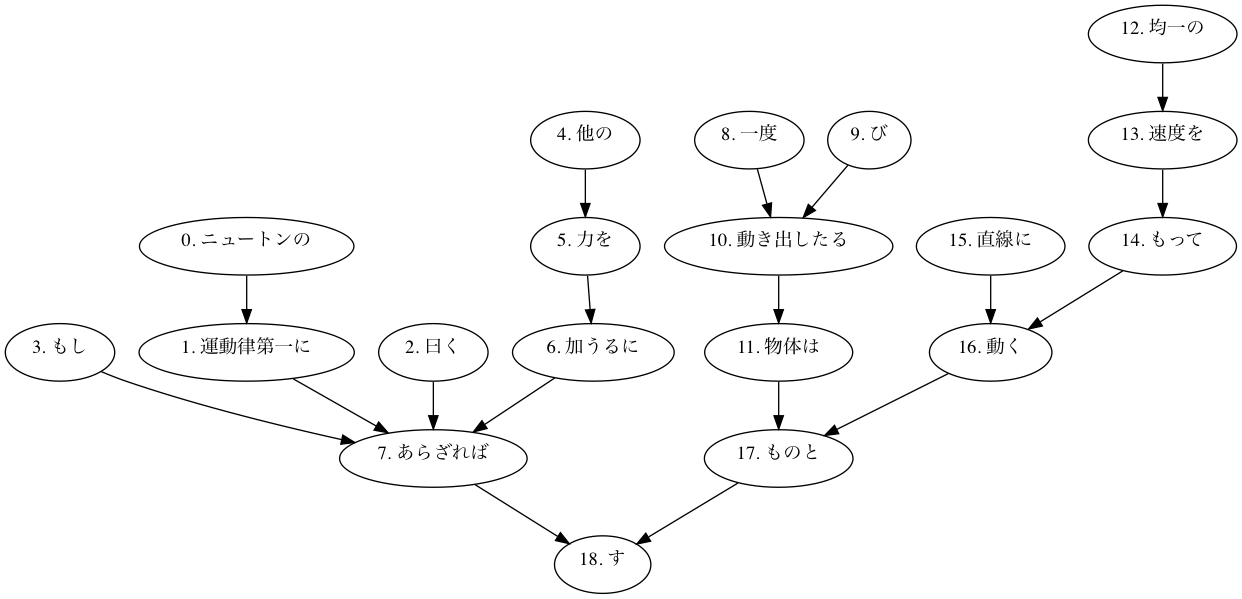 12. 均一の
4. 他の
8. 一度
9. び
13. 速度を
0. ニュートンの
5. 力を
10. 動き出したる
15. 直線に
14. もって
3. もし
1. 運動律第一に
2. 曰く
6. 加うるに
11. 物体は
16. 動く
7. あらざれば
17. ものと
18. す